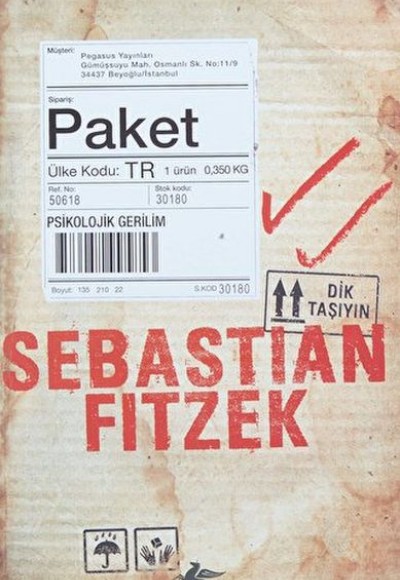 Müşteri: Pegasus Yayınları
Gümüşsuyu Mah. Osmanlı Sk. No:11/9
34437 Beyoğlu/İstanbul
Sipariş:
Paket
Ülke Kodu: TR 1 ürün 0,350 KG
Ref. No: Stok kodu:
50618 30180
PSİKOLOJİK GERİLİM
Boyut: 135 210 22 S.KOD 30180
DİK
TAŞIYIN
SEBASTIAN
FITZEK